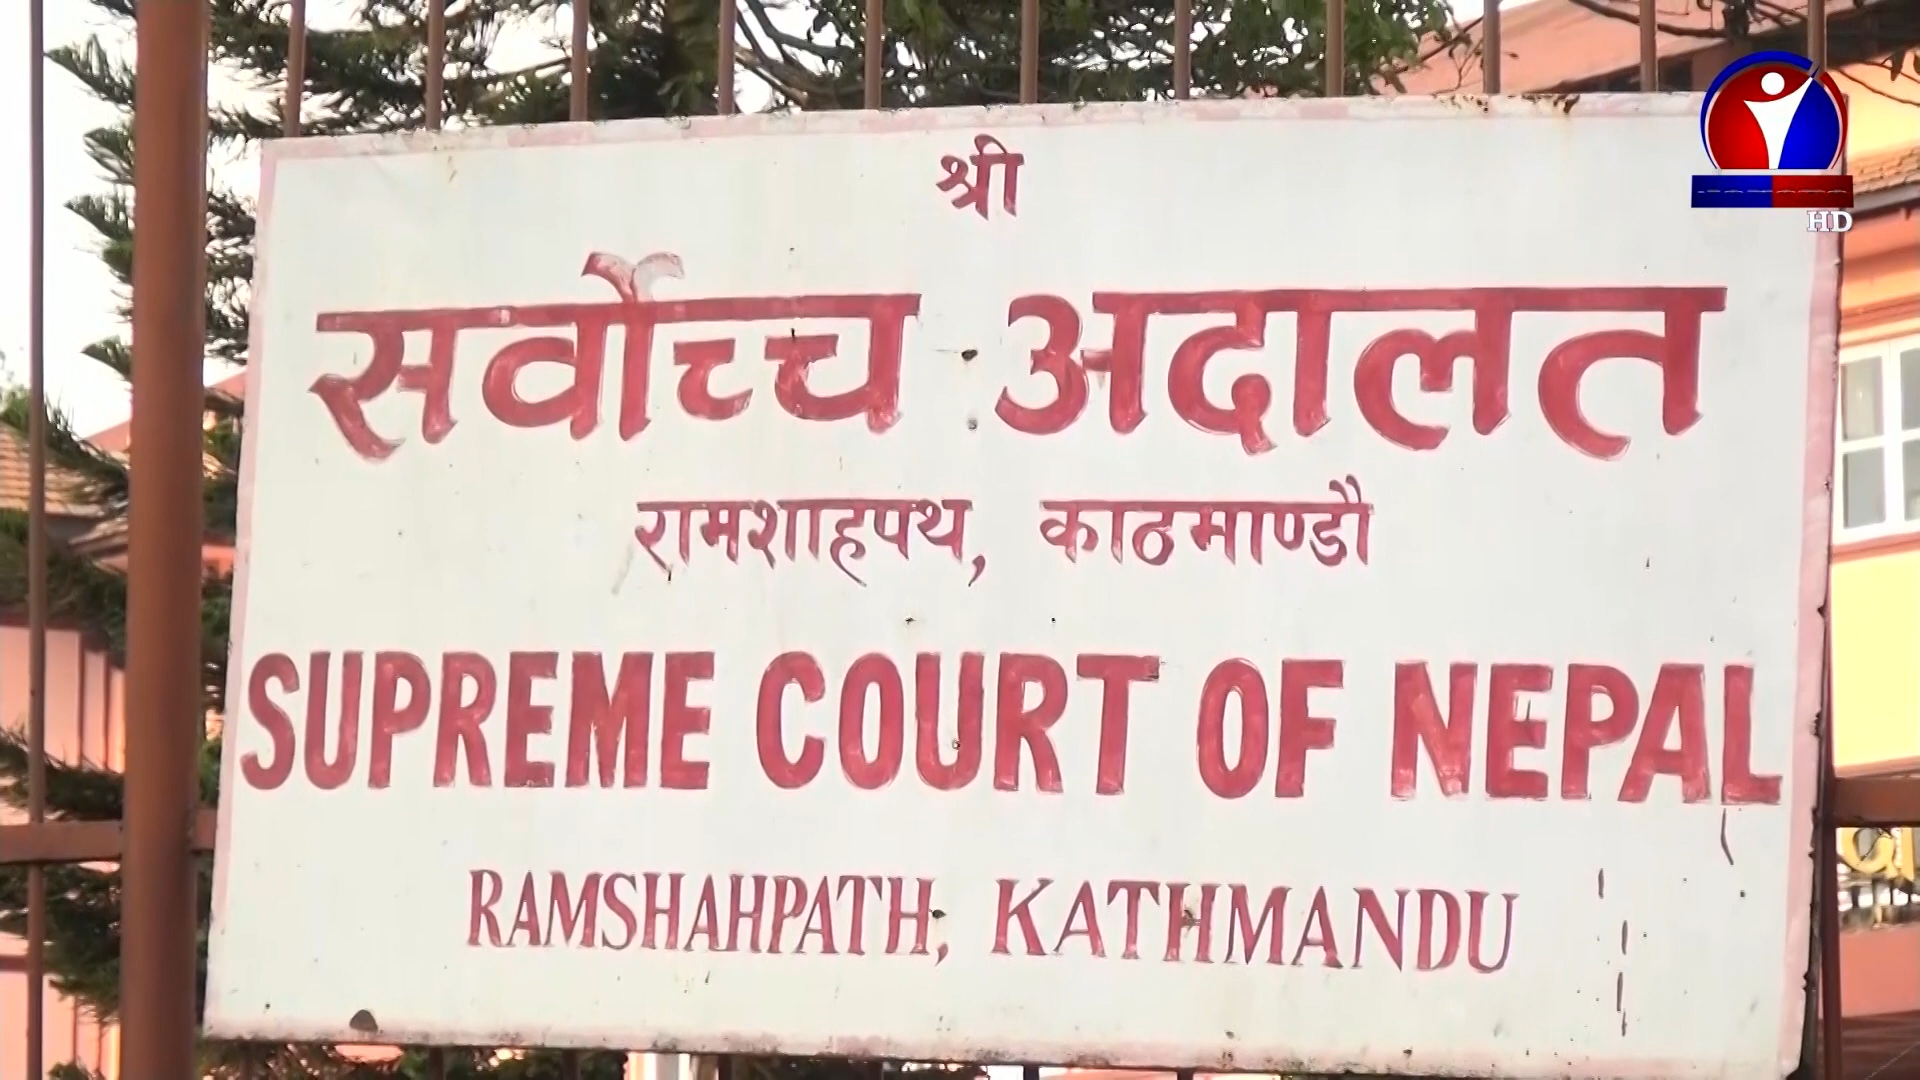 श्री
सर्वोच्च अदालत
रामशाहपथ, काठमाण्डौ
SUPREME COURT OF NEPAL
RAMSHAHPATH, KATHMANDU
HD